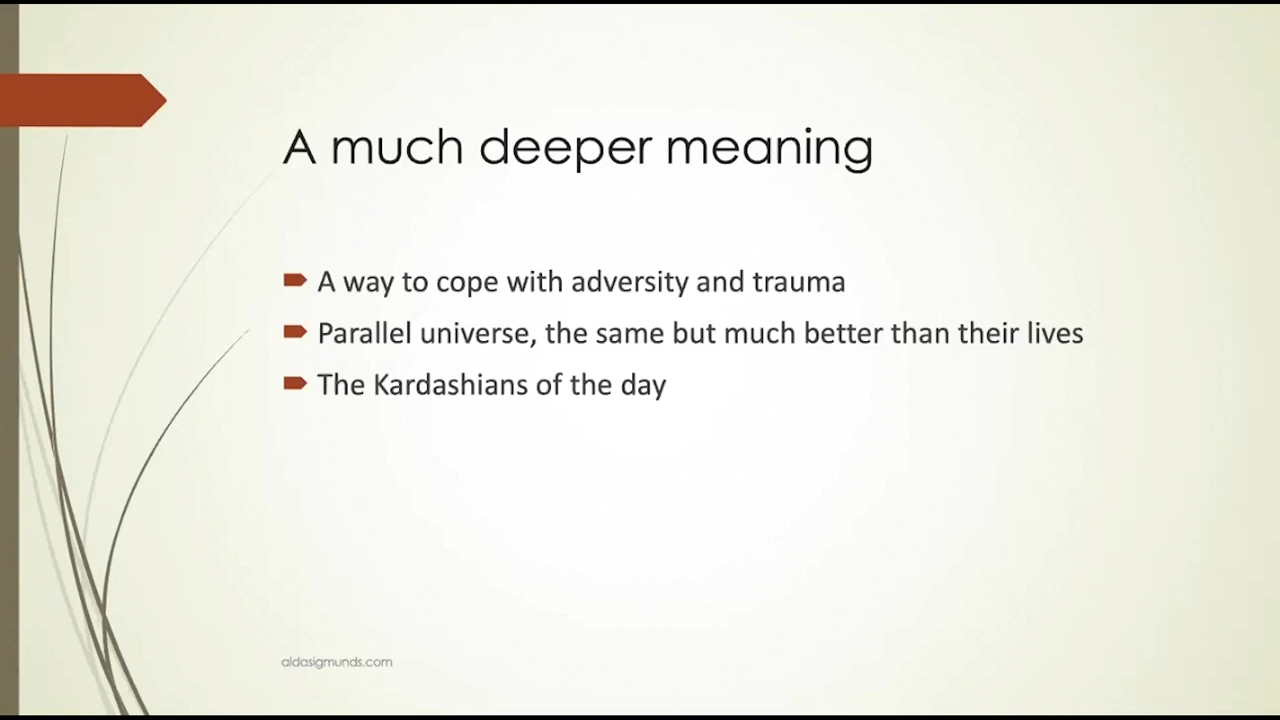 A much deeper meaning
A way to cope with adversity and trauma
Parallel universe, the same but much better than their lives
The Kardashians of the day
aldasigmunds.com